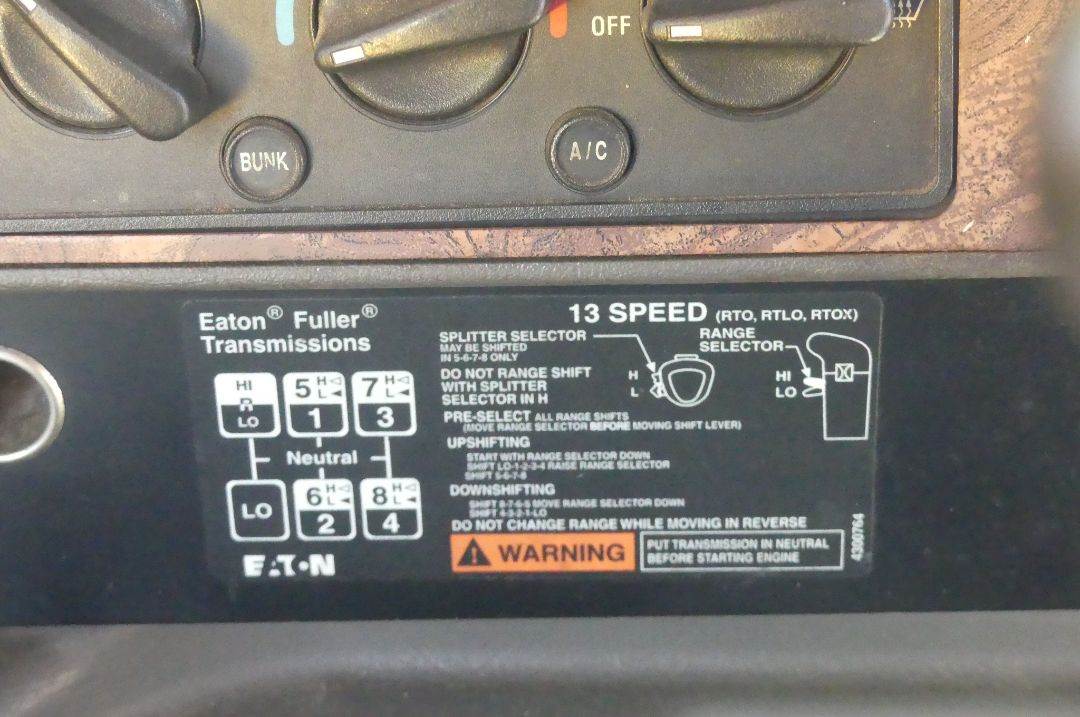 OFF
BUNK
A/C
Eaton® Fuller®
Transmissions
13 SPEED (RTO, RTLO, RTOX)
SPLITTER SELECTOR
MAY BE SHIFTED
IN 5-6-7-8 ONLY
RANGE
SELECTOR
DO NOT RANGE SHIFT
WITH SPLITTER
SELECTOR IN H
H
L
HI
LO
PRE-SELECT ALL RANGE SHIFTS
(MOVE RANGE SELECTOR BEFORE MOVING SHIFT LEVER)
UPSHIFTING
START WITH RANGE SELECTOR DOWN
SHIFT LO-1-2-3-4 RAISE RANGE SELECTOR
SHIFT 5-6-7-8
DOWNSHIFTING
SHIFT 8-7-6-5 MOVE RANGE SELECTOR DOWN
SHIFT 4-3-2-1-LO
DO NOT CHANGE RANGE WHILE MOVING IN REVERSE
WARNING
PUT TRANSMISSION IN NEUTRAL
BEFORE STARTING ENGINE
4300764
HI 5 H 7 H
R L L
LO 1 3
Neutral
LO 6 H 8 H
L L
2 4
EATON